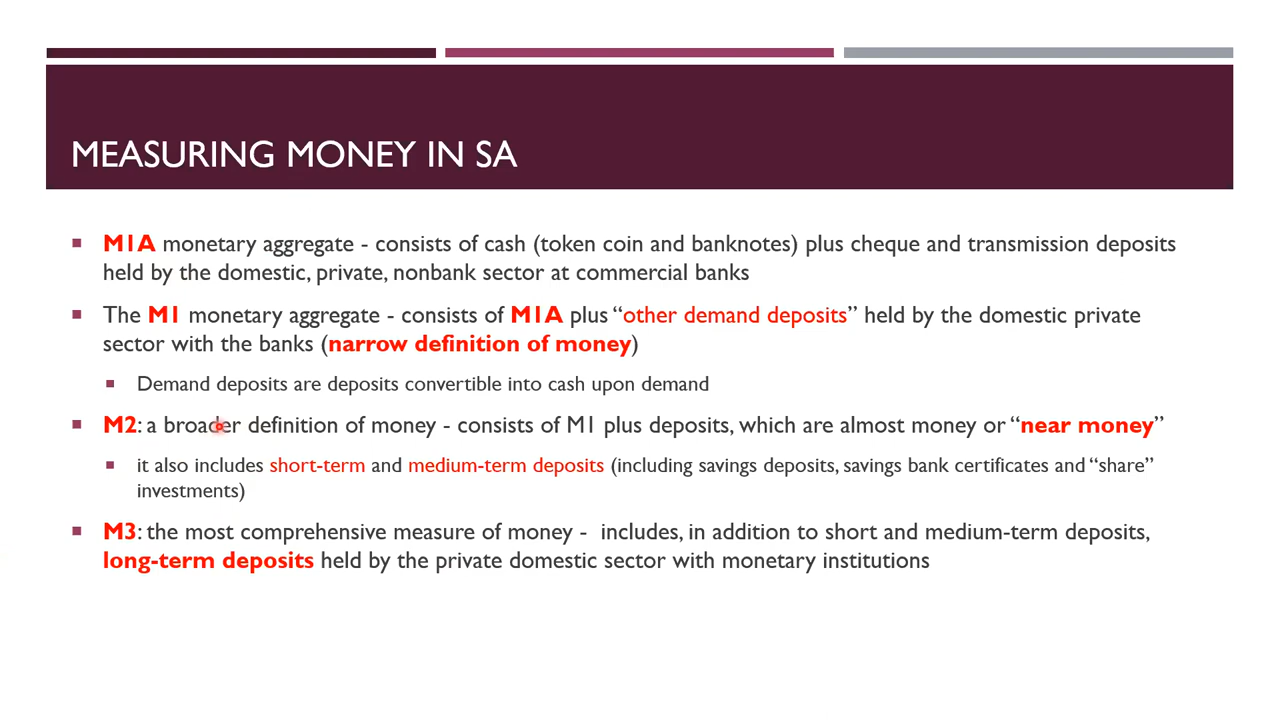 MEASURING MONEY IN SA
M1A monetary aggregate - consists of cash (token coin and banknotes) plus cheque and transmission deposits
held by the domestic, private, nonbank sector at commercial banks
The M1 monetary aggregate - consists of M1A plus “other demand deposits” held by the domestic private
sector with the banks (narrow definition of money)
Demand deposits are deposits convertible into cash upon demand
M2: a broader definition of money - consists of M1 plus deposits, which are almost money or “near money”
it also includes short-term and medium-term deposits (including savings deposits, savings bank certificates and “share”
investments)
M3: the most comprehensive measure of money - includes, in addition to short and medium-term deposits,
long-term deposits held by the private domestic sector with monetary institutions